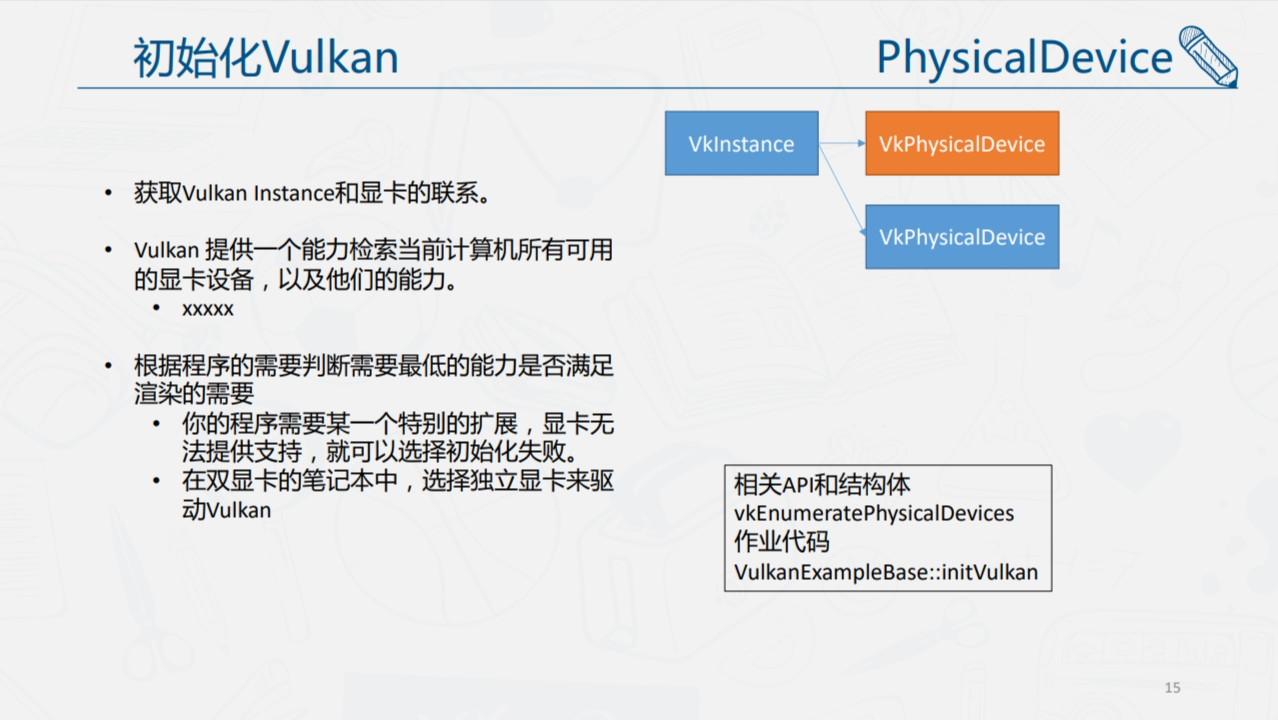 初始化Vulkan
PhysicalDevice
VkInstance
VkPhysicalDevice
VkPhysicalDevice
• 获取Vulkan Instance和显卡的联系。
• Vulkan 提供一个能力检索当前计算机所有可用
的显卡设备，以及他们的能力。
• xxxxx
• 根据程序的需要判断需要最低的能力是否满足
渲染的需要
• 你的程序需要某一个特别的扩展，显卡无
法提供支持，就可以选择初始化失败。
• 在双显卡的笔记本中，选择独立显卡来驱
动Vulkan
相关API和结构体
vkEnumeratePhysicalDevices
作业代码
VulkanExampleBase::initVulkan
15